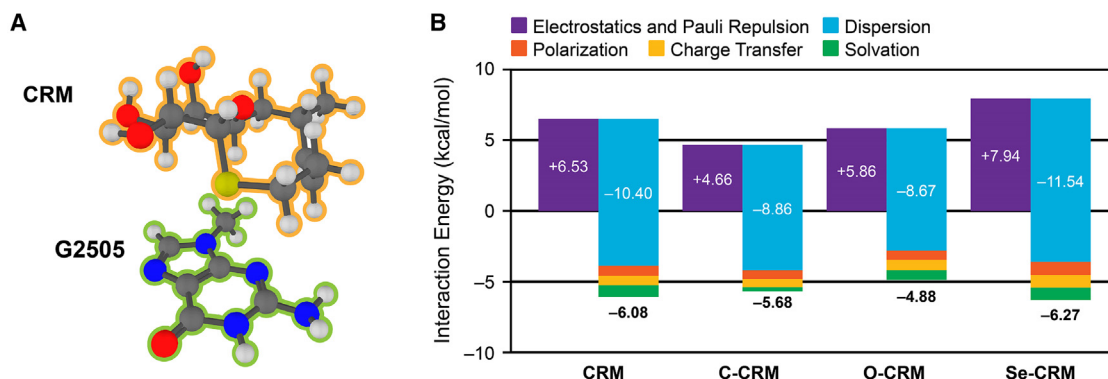 A
CRM
G2505
B
Electrostatics and Pauli Repulsion Dispersion
Polarization Charge Transfer Solvation
Interaction Energy (kcal/mol)
10
5
0
–5
–10
+6.53
–10.40
–6.08
+4.66
–8.86
–5.68
+5.86
–8.67
–4.88
+7.94
–11.54
–6.27
CRM C-CRM O-CRM Se-CRM